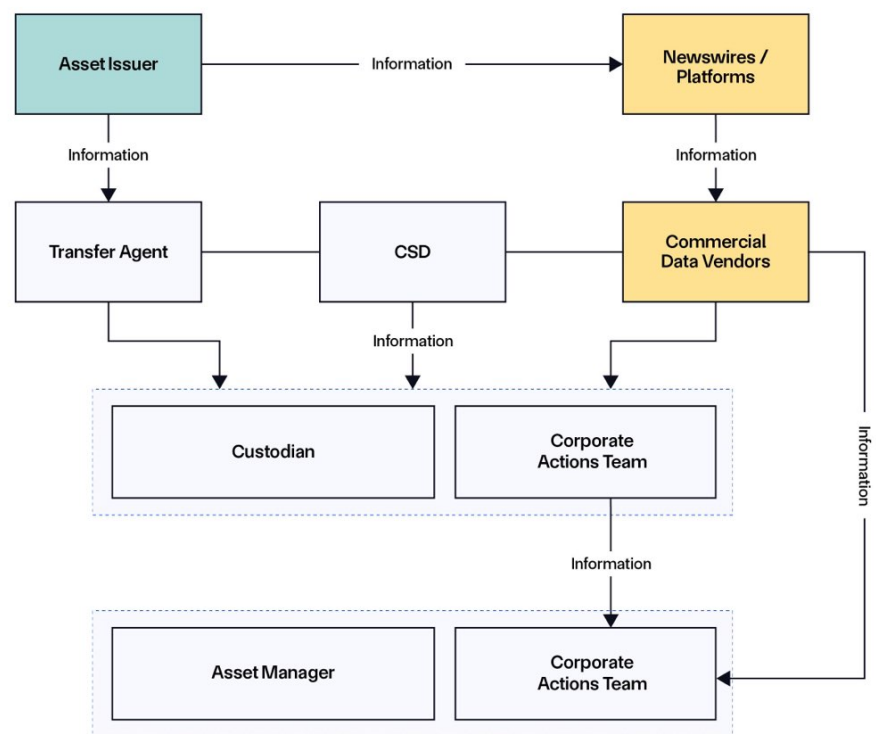 Asset Issuer
Information
Newswires /
Platforms
Information
Information
Transfer Agent
CSD
Commercial
Data Vendors
Information
Custodian
Corporate
Actions Team
Information
Information
Asset Manager
Corporate
Actions Team